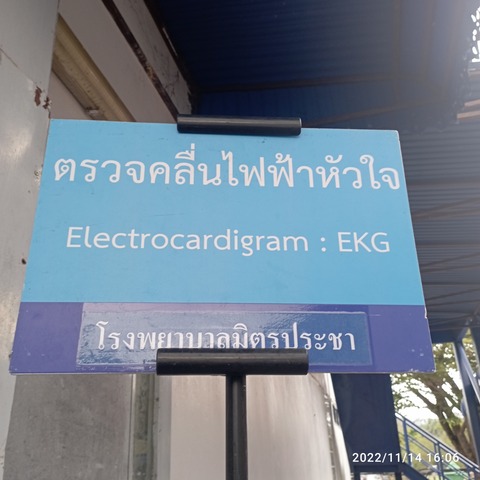 ตรวจคลื่นไฟฟ้าหัวใจ
Electrocardigram : EKG
โรงพยาบาลมิตรประชา
2022/11/14 16:06